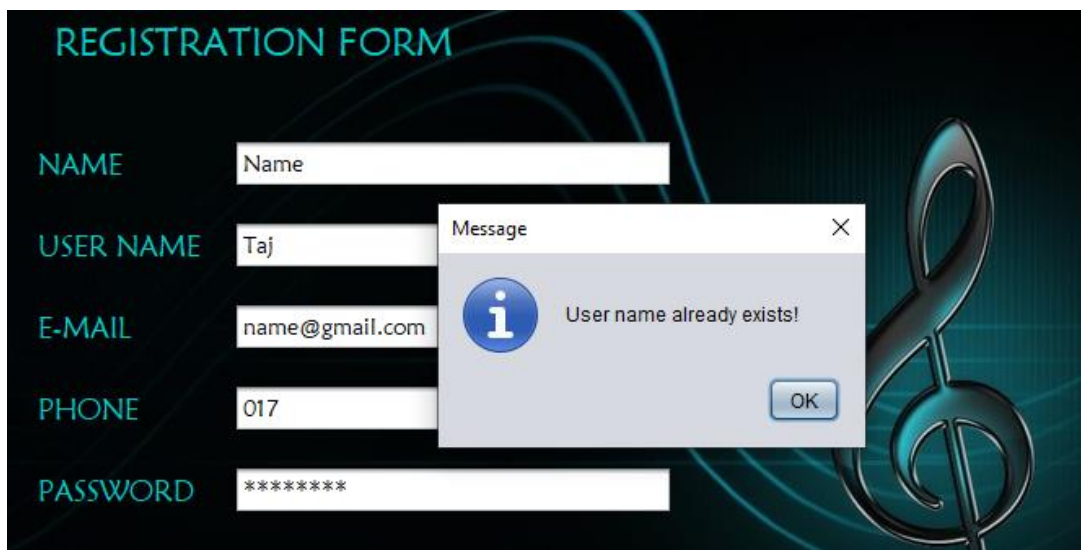 REGISTRATION FORM
NAME Name
USER NAME Taj
E-MAIL name@gmail.com
PHONE 017
PASSWORD ********
Message
User name already exists!
OK